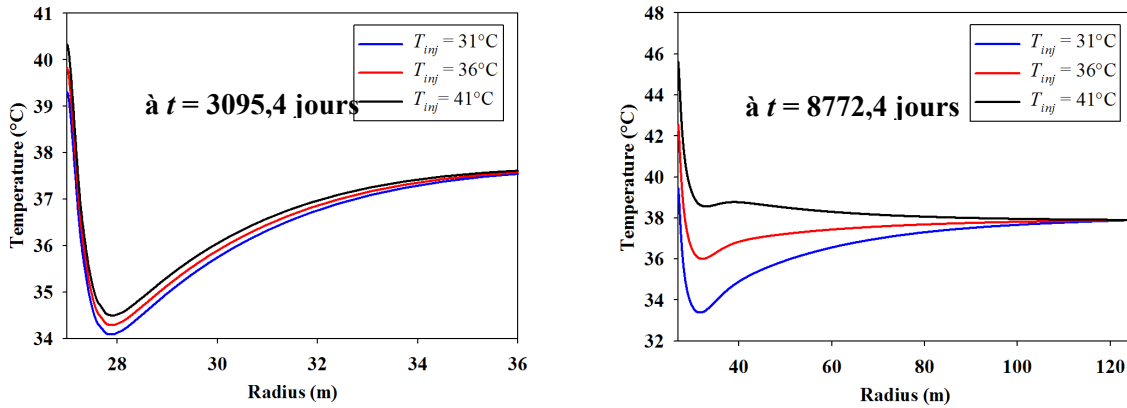 41
40
39
38
37
36
35
34
Temperature (°C)
28
30
32
34
36
Radius (m)
T_inj = 31°C
T_inj = 36°C
T_inj = 41°C
à t = 3095,4 jours
48
46
44
42
40
38
36
34
32
Temperature (°C)
40
60
80
100
120
Radius (m)
T_inj = 31°C
T_inj = 36°C
T_inj = 41°C
à t = 8772,4 jours